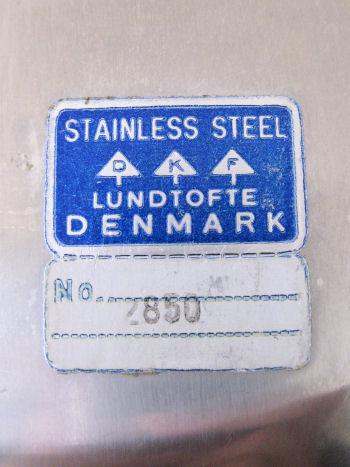 STAINLESS STEEL
D K F
LUNDTOFTE
DENMARK
No. 2850